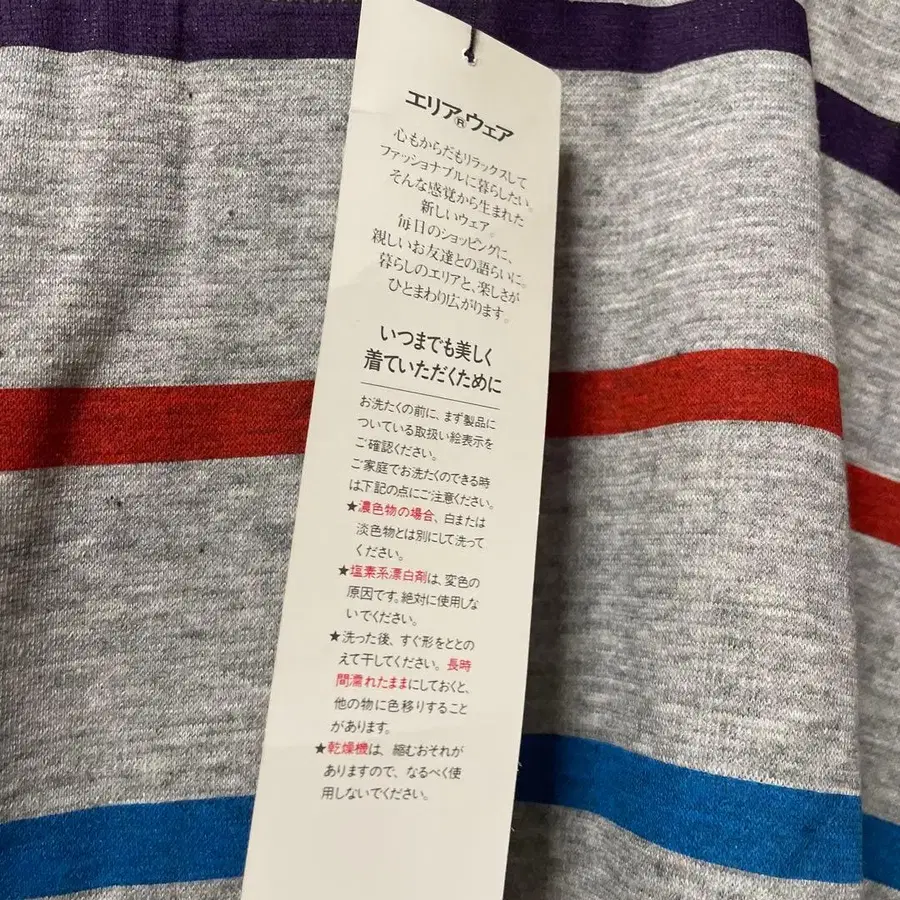 エリア®ウェア
心もからだもリラックスして
ファッショナブルに暮らしたい。
そんな感覚から生まれた
新しいウェア。
毎日のショッピングに、
親しいお友達との語らいに。
暮らしのエリアと、楽しさが
ひとまわり広がります。
いつまでも美しく
着ていただくために
お洗たくの前に、まず製品に
ついている取扱い絵表示を
ご確認ください。
ご家庭でお洗たくのできる時
は下記の点にご注意ください。
★濃色物の場合、白または
淡色物とは別にして洗って
ください。
★塩素系漂白剤は、変色の
原因です。絶対に使用しな
いでください。
★洗った後、すぐ形をととの
えて干してください。長時
間濡れたままにしておくと、
他の物に色移りすること
があります。
★乾燥機は、縮むおそれが
ありますので、なるべく使
用しないでください。